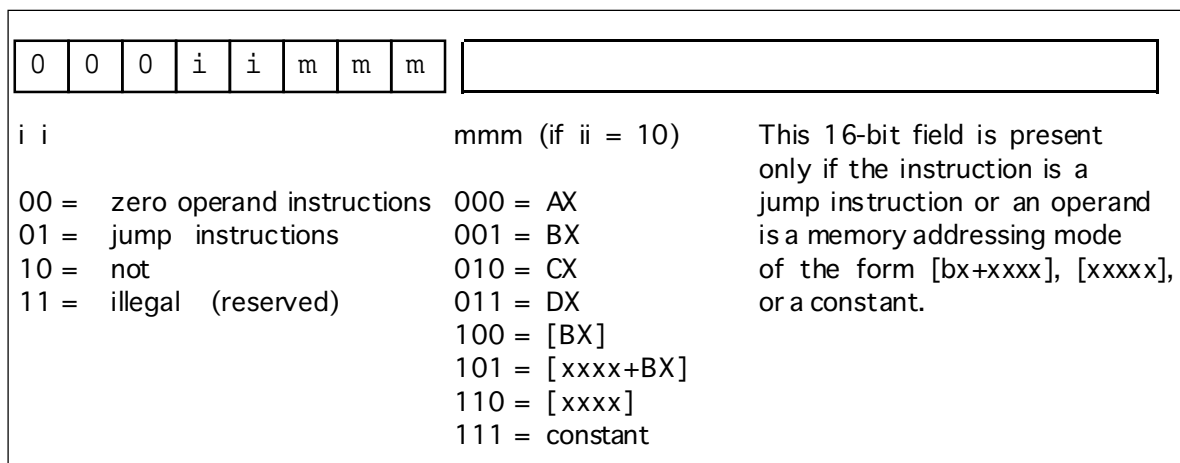 0 0 0 i i m m m
i i
00 = zero operand instructions
01 = jump instructions
10 = not
11 = illegal (reserved)
mmm (if ii = 10)
000 = AX
001 = BX
010 = CX
011 = DX
100 = [BX]
101 = [xxxx+BX]
110 = [xxxx]
111 = constant
This 16-bit field is present
only if the instruction is a
jump instruction or an operand
is a memory addressing mode
of the form [bx+xxxx], [xxxxx],
or a constant.